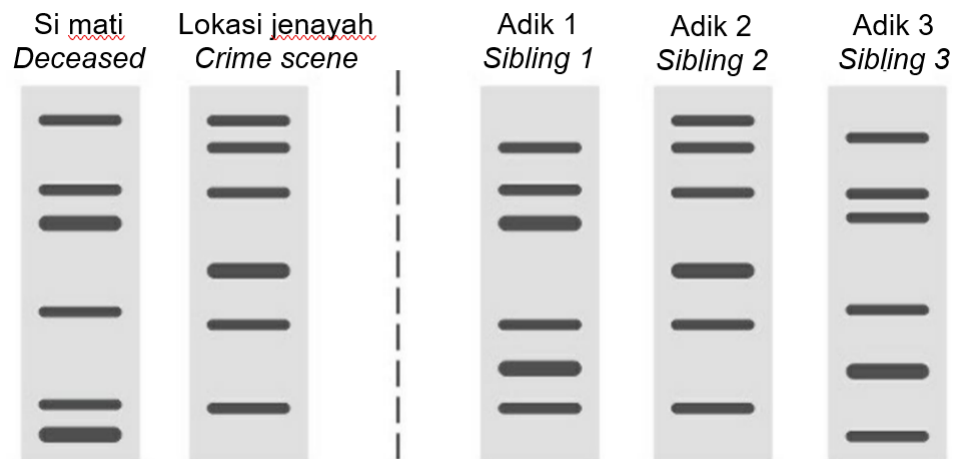 Si mati
Deceased
Lokasi jenayah
Crime scene
Adik 1
Sibling 1
Adik 2
Sibling 2
Adik 3
Sibling 3